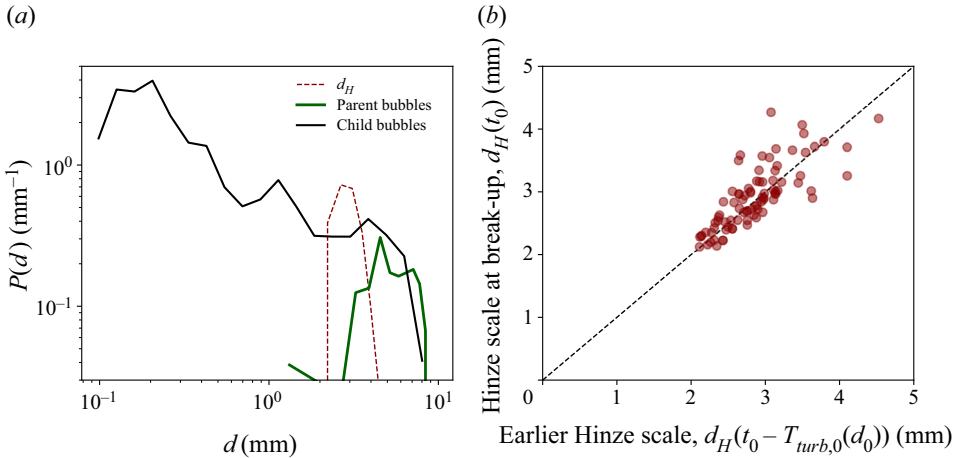 (a)
d_H
Parent bubbles
Child bubbles
10^0
10^{-1}
P(d) (mm^{-1})
10^{-1}
10^0
10^1
d (mm)
(b)
5
4
3
2
1
0
Hinze scale at break-up, d_H(t_0) (mm)
0
1
2
3
4
5
Earlier Hinze scale, d_H(t_0 – T_{turb,0}(d_0)) (mm)